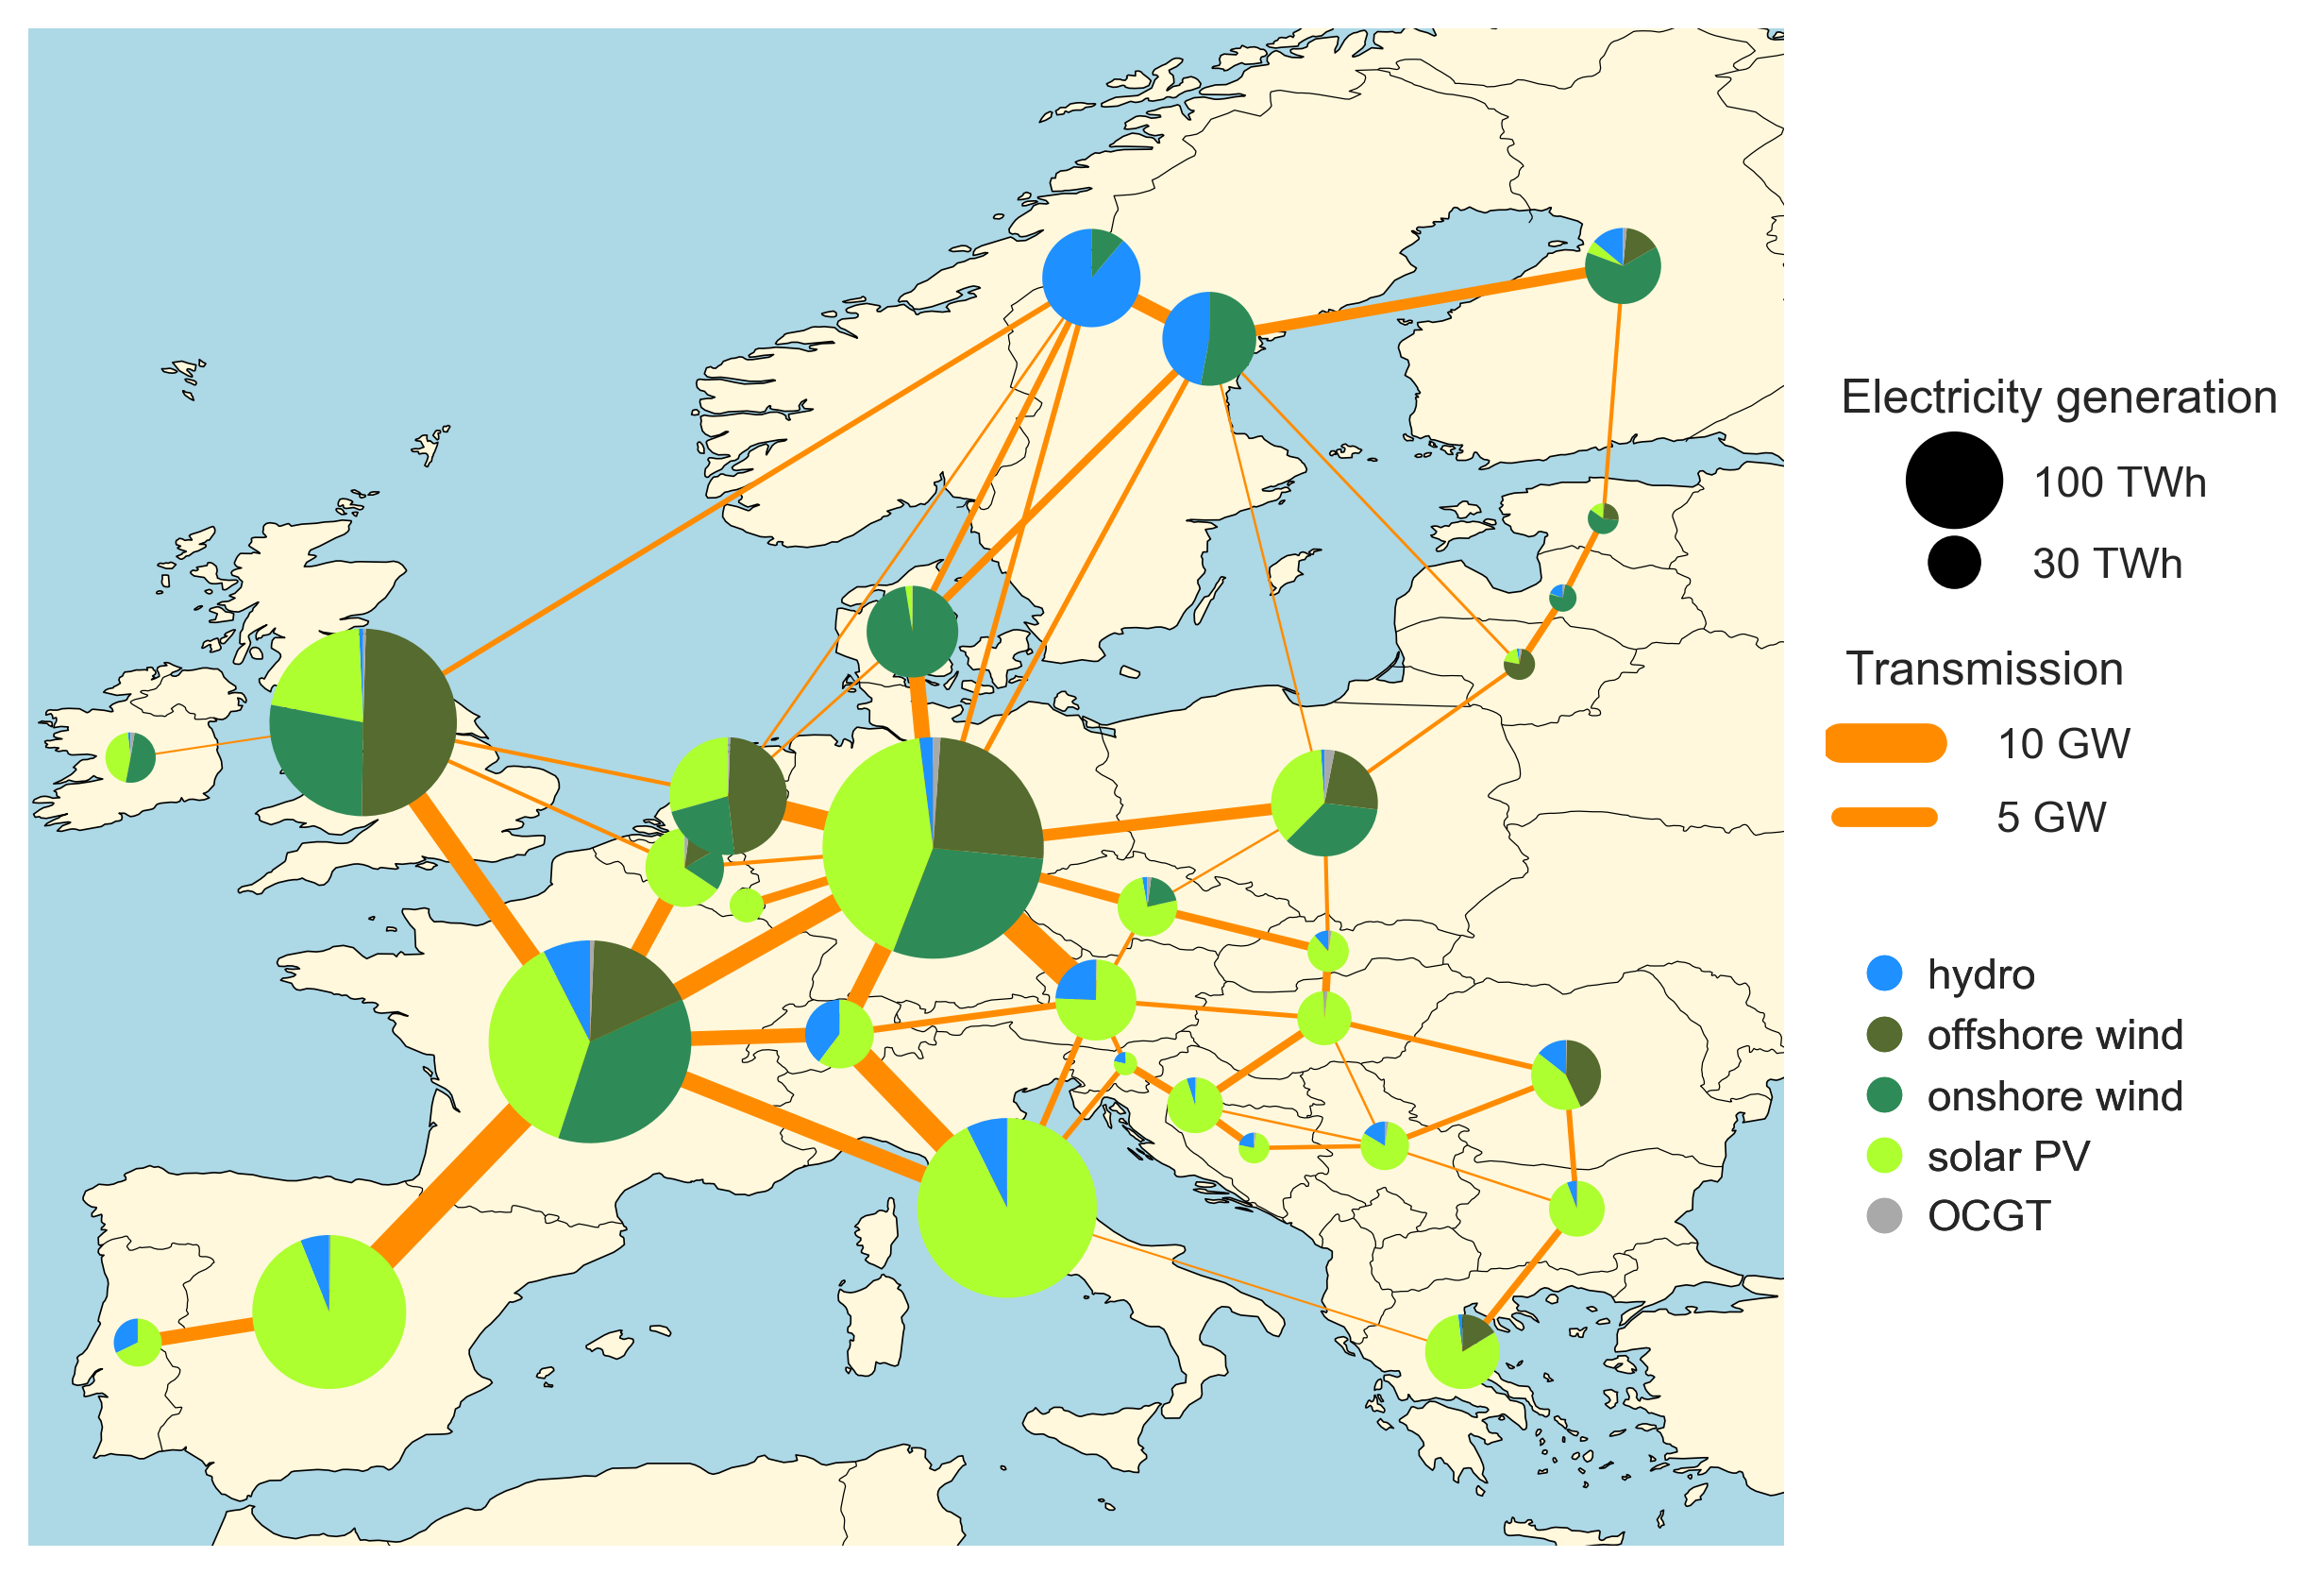 Electricity generation
100 TWh
30 TWh
Transmission
10 GW
5 GW
hydro
offshore wind
onshore wind
solar PV
OCGT